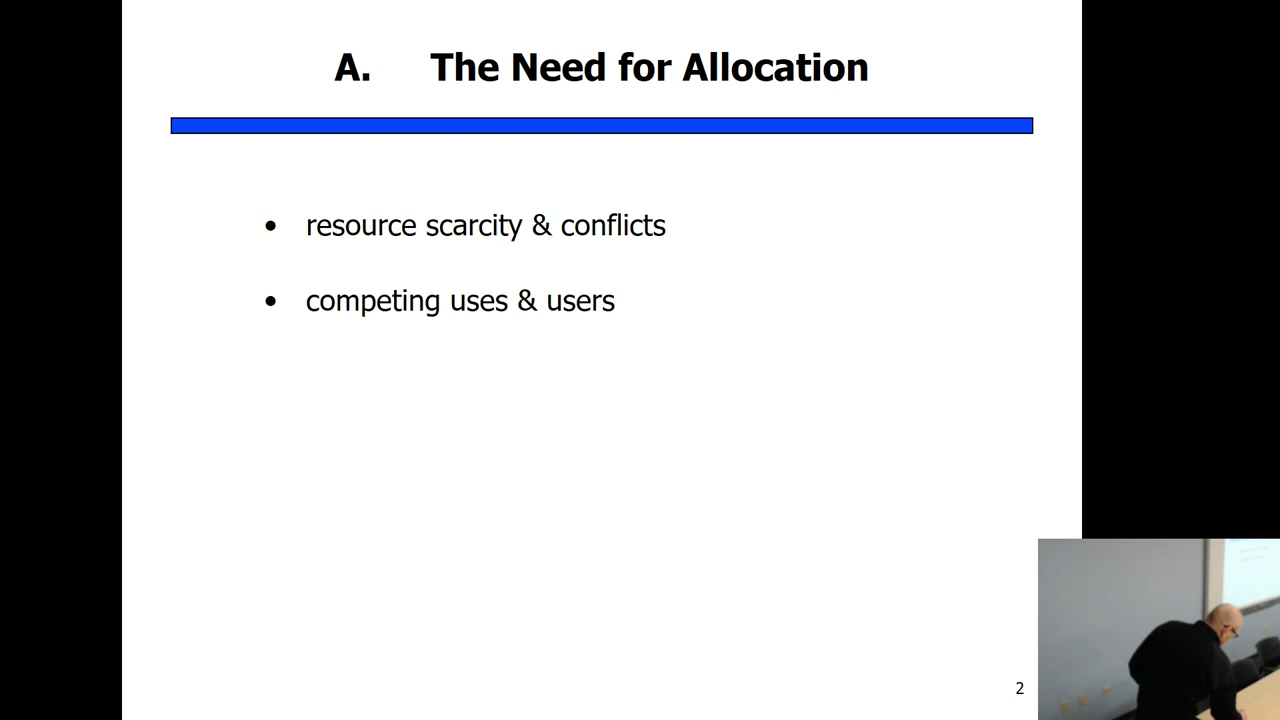 A. The Need for Allocation
• resource scarcity & conflicts
• competing uses & users
2